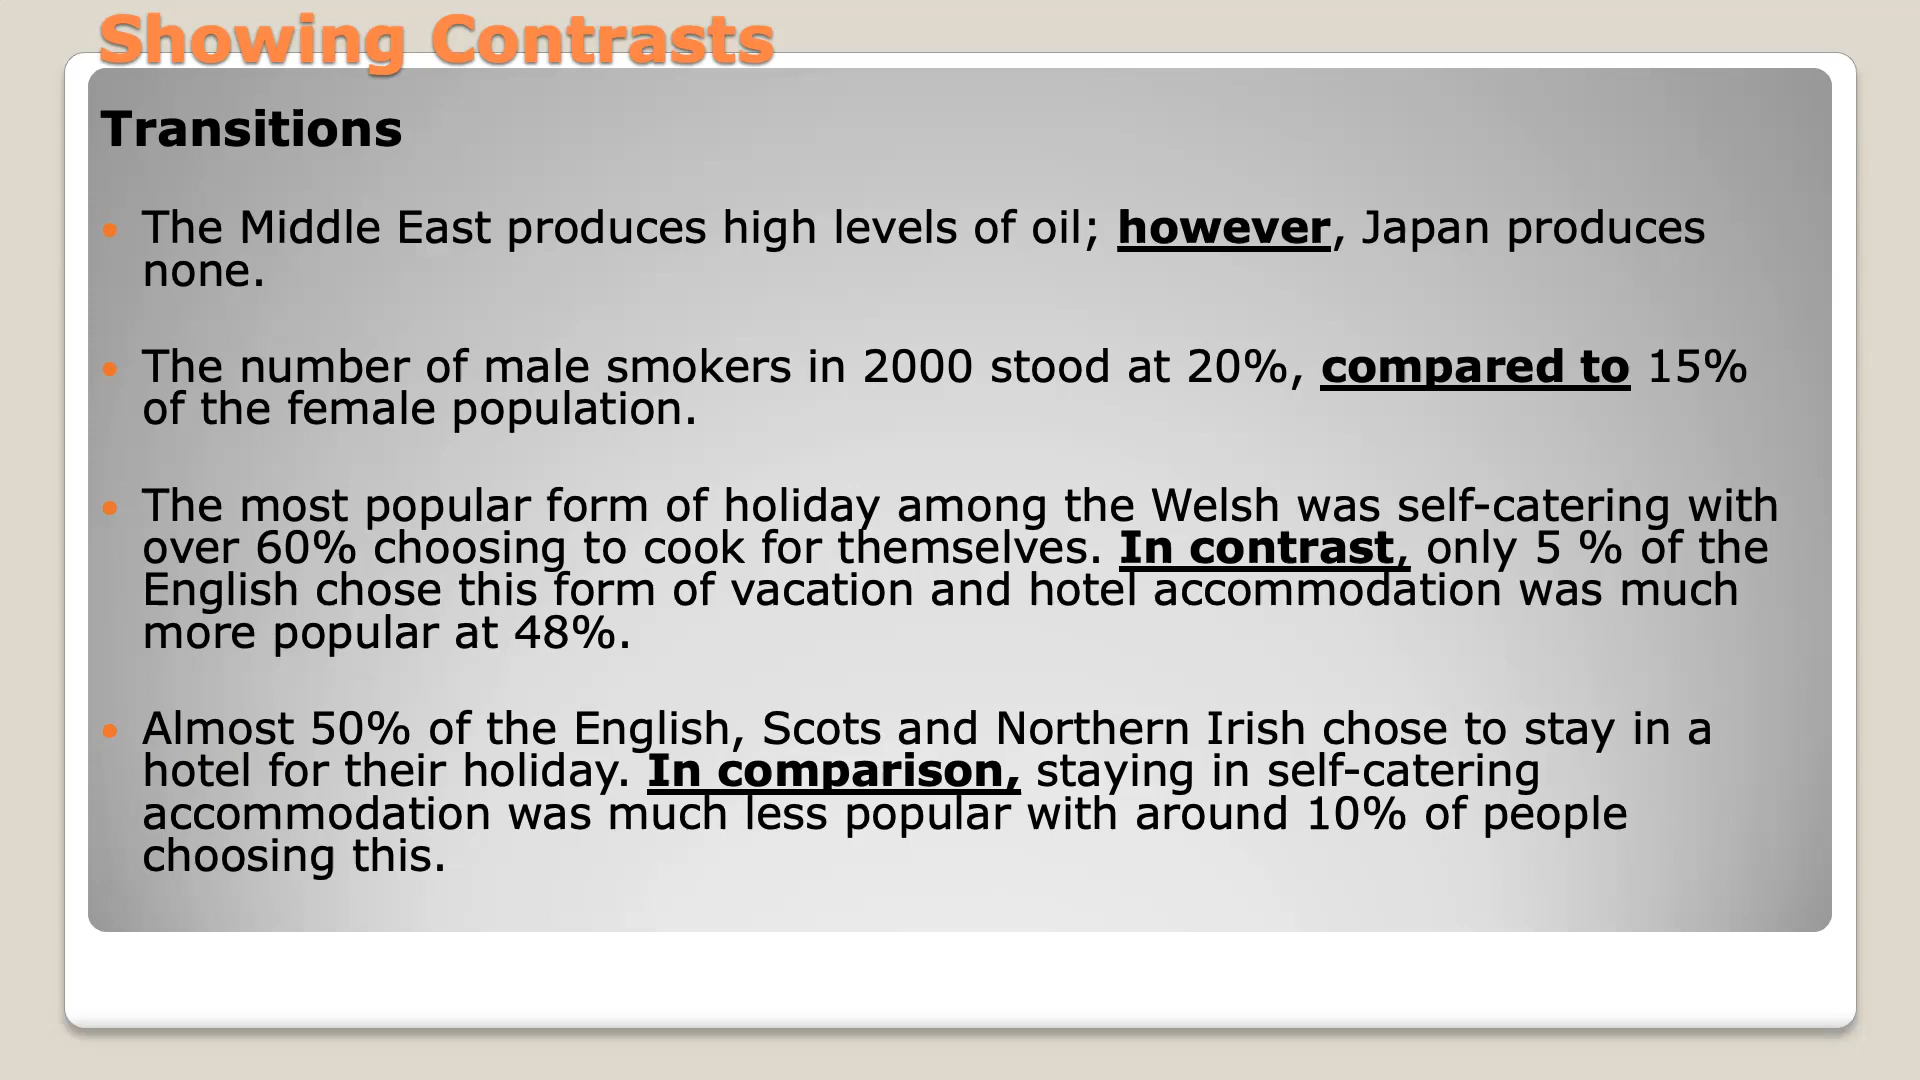 Showing Contrasts
Transitions
• The Middle East produces high levels of oil; however, Japan produces
none.
• The number of male smokers in 2000 stood at 20%, compared to 15%
of the female population.
• The most popular form of holiday among the Welsh was self-catering with
over 60% choosing to cook for themselves. In contrast, only 5 % of the
English chose this form of vacation and hotel accommodation was much
more popular at 48%.
• Almost 50% of the English, Scots and Northern Irish chose to stay in a
hotel for their holiday. In comparison, staying in self-catering
accommodation was much less popular with around 10% of people
choosing this.